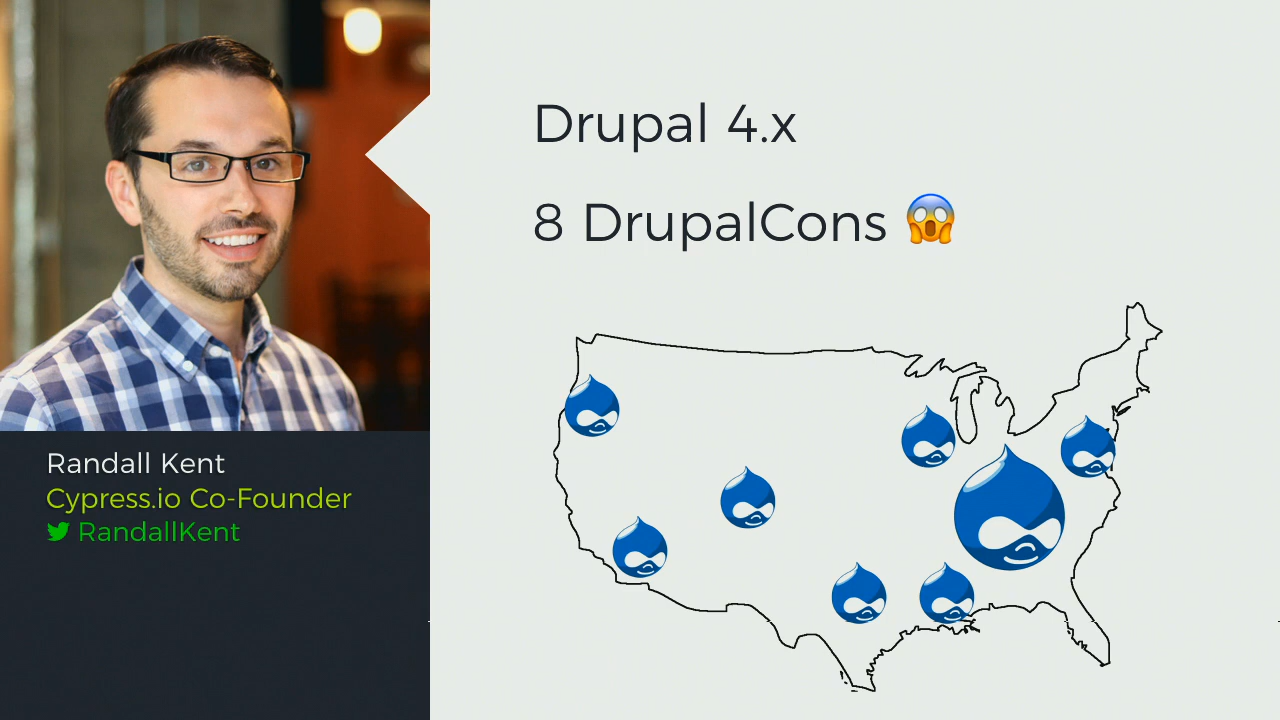 Drupal 4.x
8 DrupalCons 😱
Randall Kent
Cypress.io Co-Founder
RandallKent